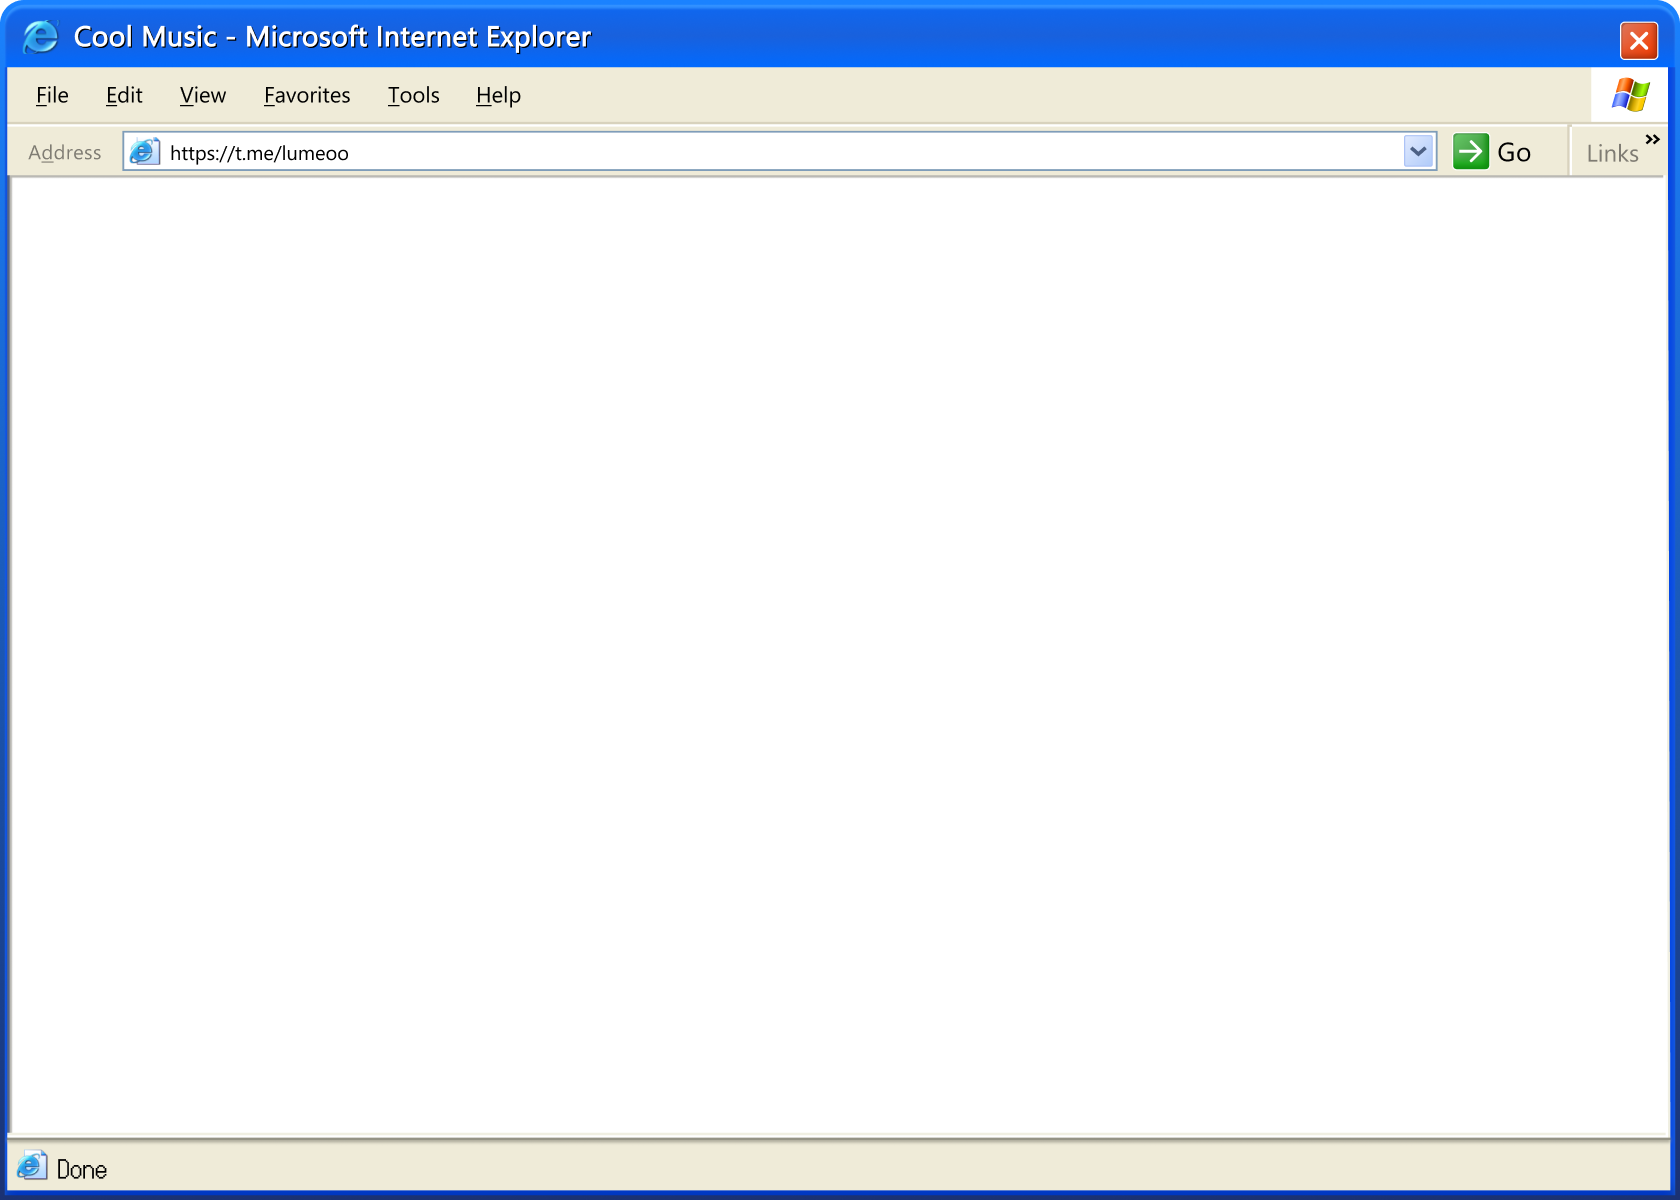 Cool Music - Microsoft Internet Explorer
File Edit View Favorites Tools Help
Address https://t.me/lumeoo Go Links »
Done